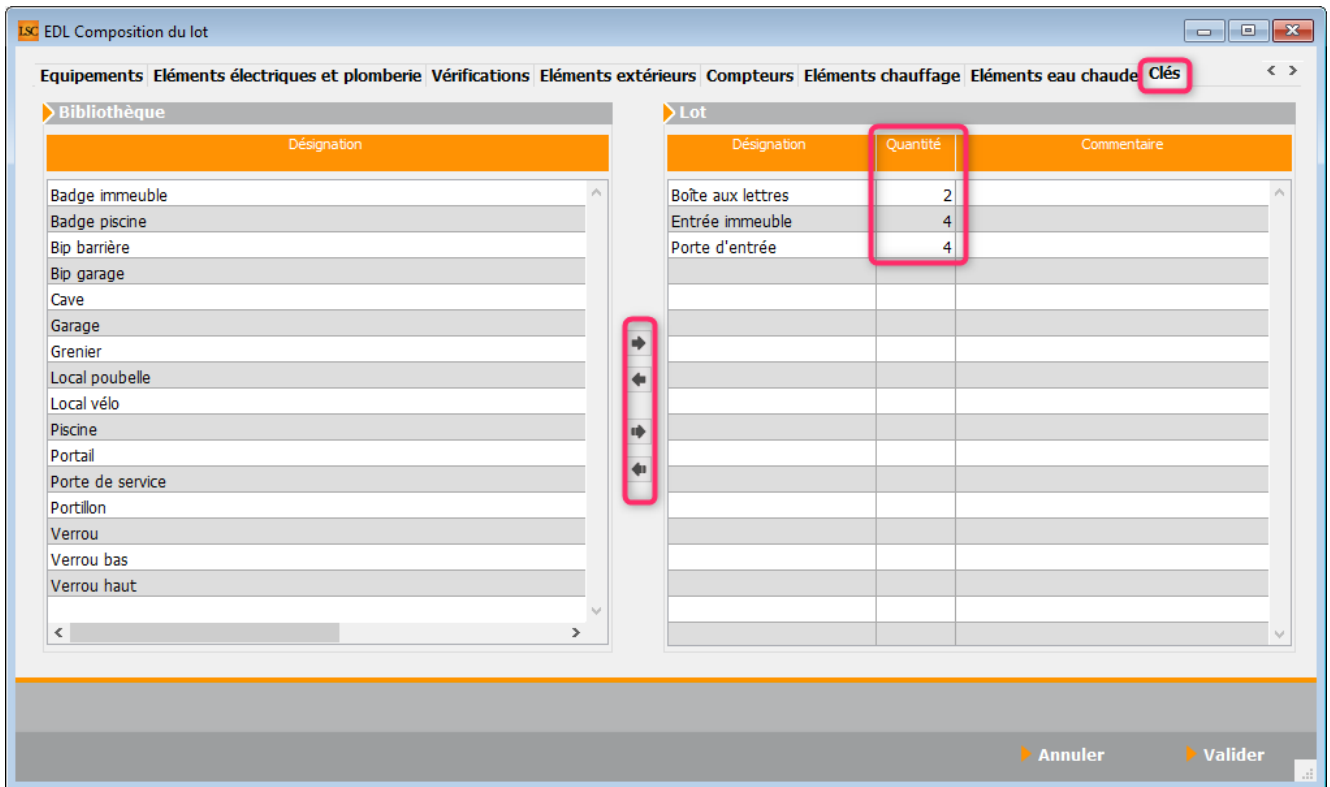 LSC EDL Composition du lot
Equipements Eléments électriques et plomberie Vérifications Eléments extérieurs Compteurs Eléments chauffage Eléments eau chaude Clés
Bibliothèque
Désignation
Badge immeuble
Badge piscine
Bip barrière
Bip garage
Cave
Garage
Grenier
Local poubelle
Local vélo
Piscine
Portail
Porte de service
Portillon
Verrou
Verrou bas
Verrou haut
Lot
Désignation Quantité Commentaire
Boîte aux lettres 2
Entrée immeuble 4
Porte d'entrée 4
Annuler Valider